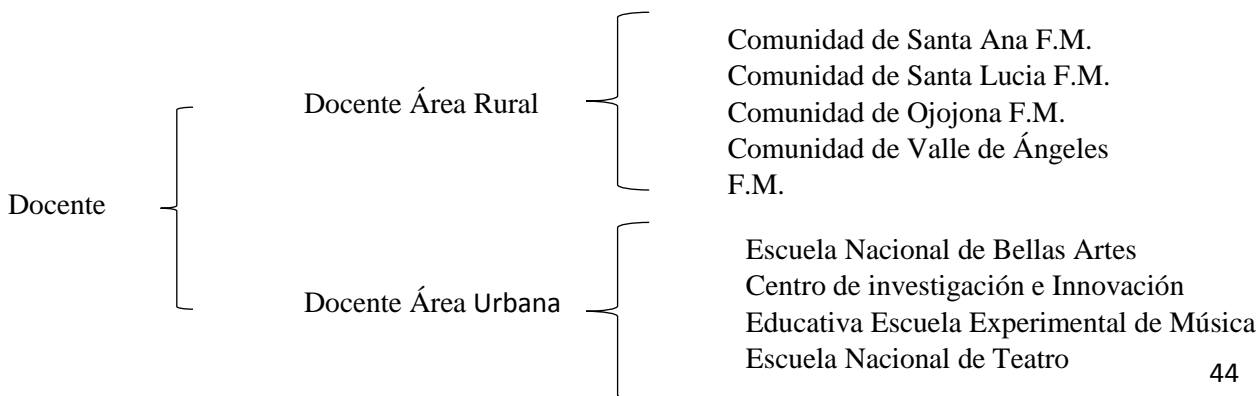 Comunidad de Santa Ana F.M.
Comunidad de Santa Lucia F.M.
Docente Área Rural
Comunidad de Ojojona F.M.
Comunidad de Valle de Ángeles
F.M.
Docente
Escuela Nacional de Bellas Artes
Centro de investigación e Innovación
Docente Área Urbana
Educativa Escuela Experimental de Música
Escuela Nacional de Teatro
44